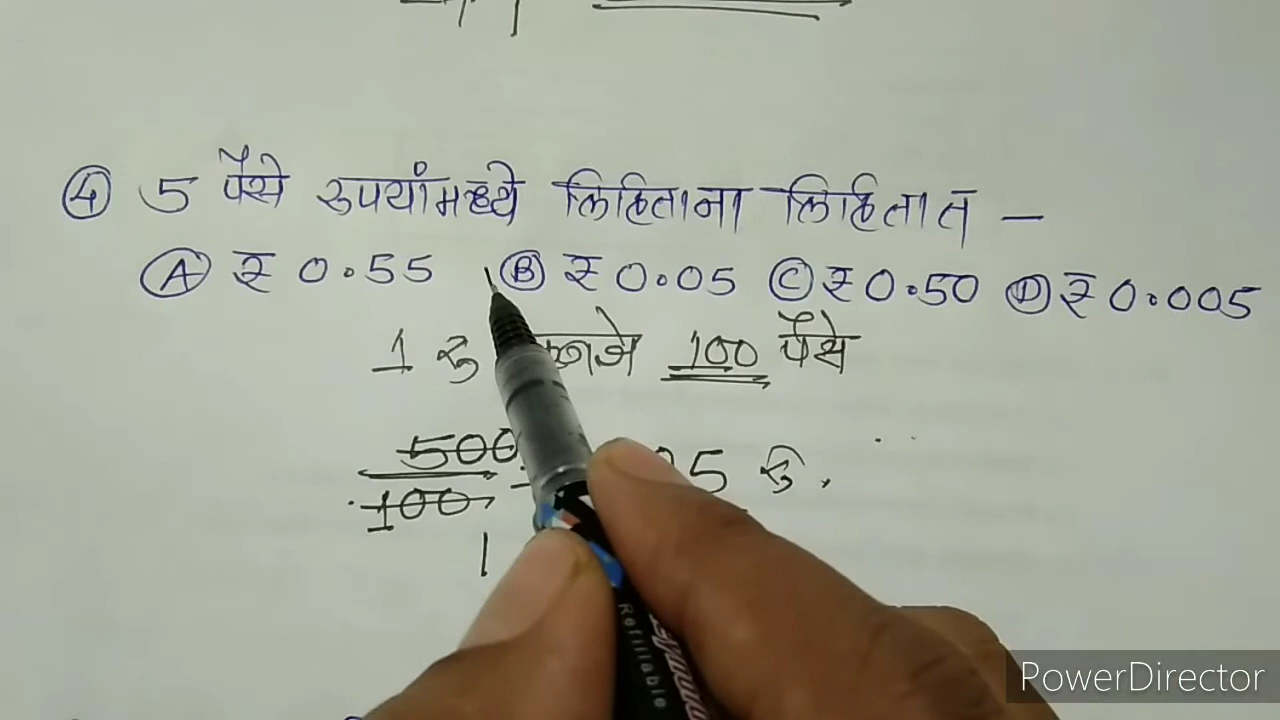 ④ 5 पैसे रुपयांमध्ये लिहिताना लिहितात —
Ⓐ ₹ 0.55 Ⓑ ₹ 0.05 Ⓒ ₹ 0.50 Ⓓ ₹ 0.005
1 रु म्हणजे 100 पैसे
500
5 रु.
100
1
Refillable
PowerDirector